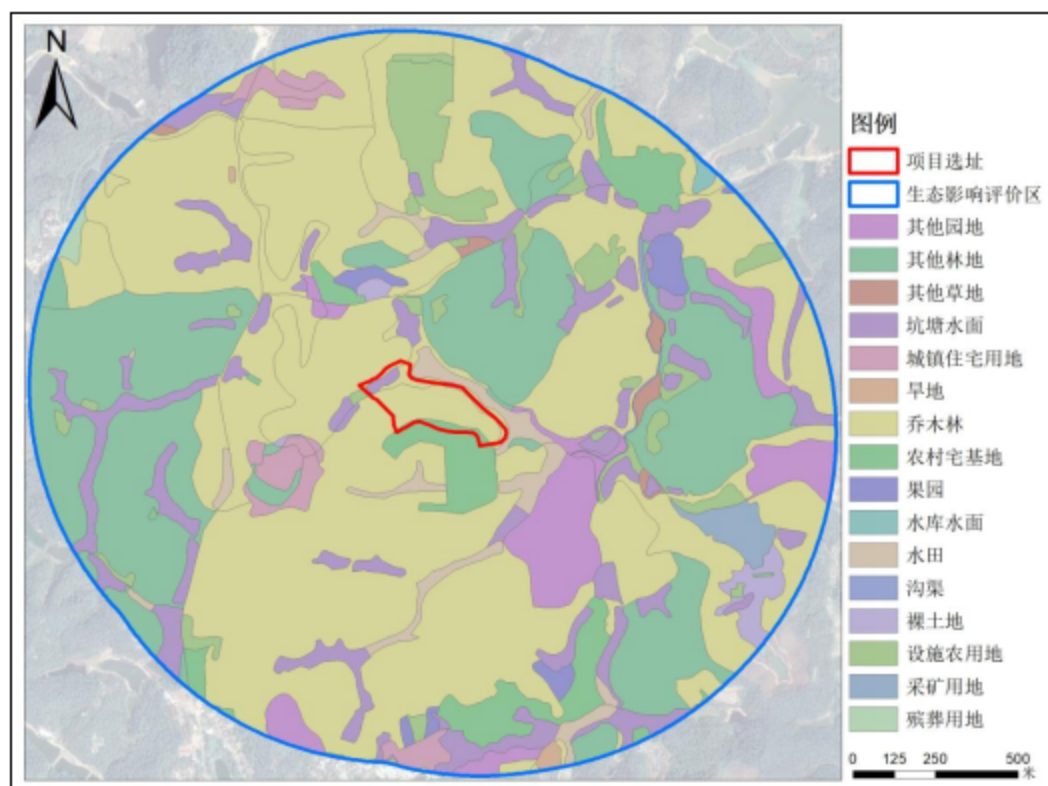 N
图例
项目选址
生态影响评价区
其他园地
其他林地
其他草地
坑塘水面
城镇住宅用地
旱地
乔木林
农村宅基地
果园
水库水面
水田
沟渠
裸土地
设施农用地
采矿用地
殡葬用地
0 125 250 500
米